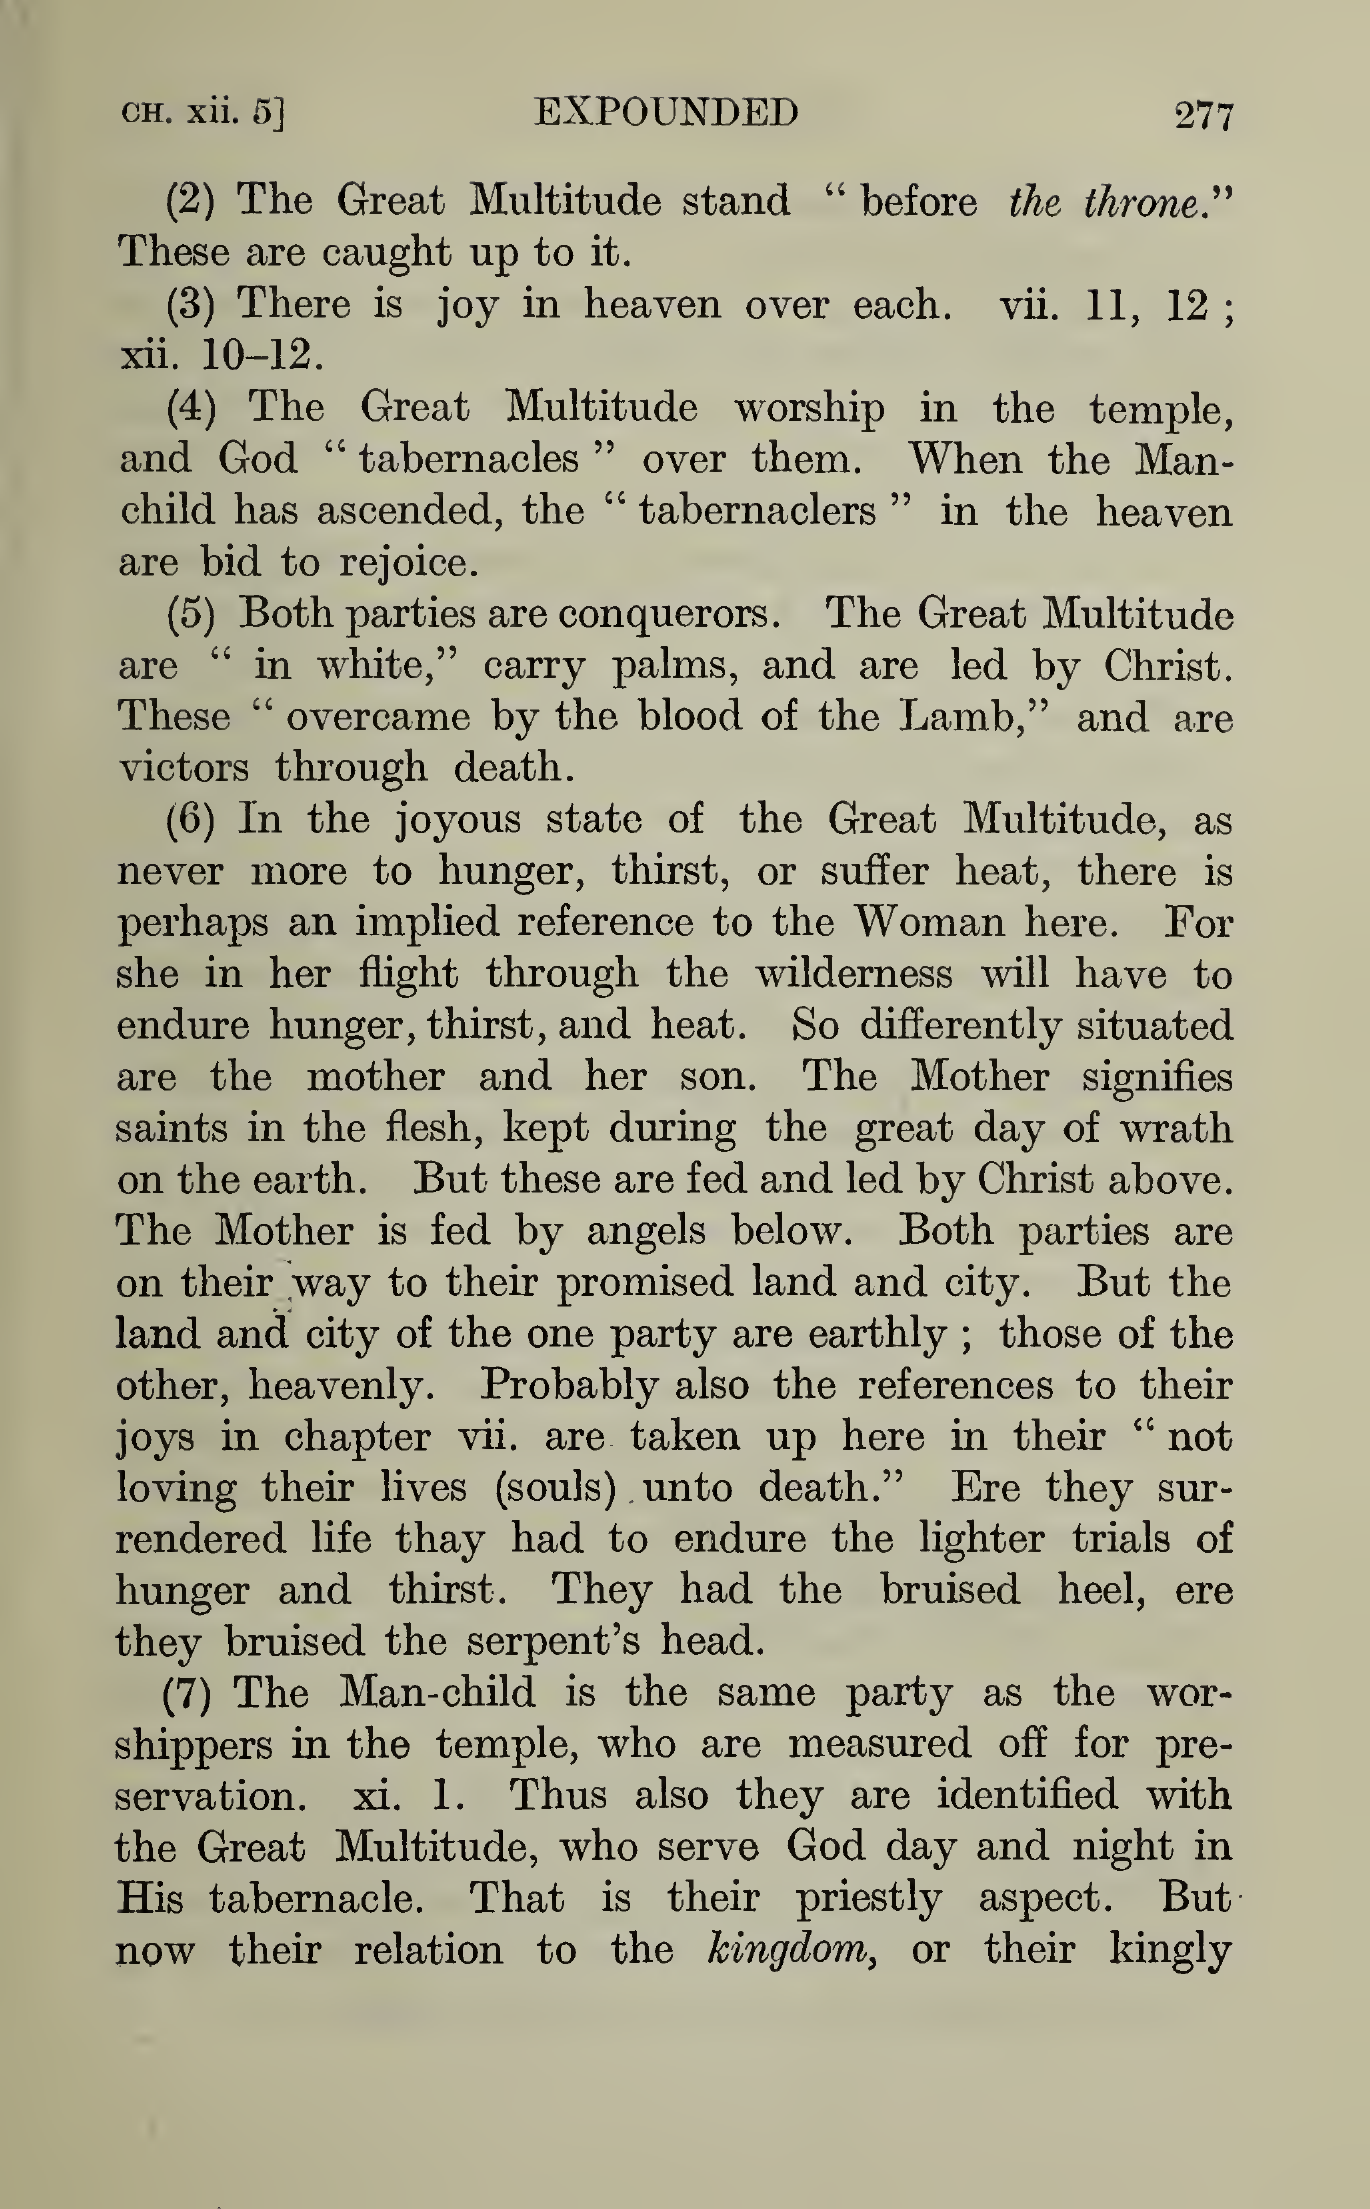 CH. xii. 5] EXPOUNDED 277
(2) The Great Multitude stand “ before the throne.”
These are caught up to it.
(3) There is joy in heaven over each. vii. 11, 12 ;
xii. 10–12.
(4) The Great Multitude worship in the temple,
and God “ tabernacles ” over them. When the Man-
child has ascended, the “ tabernaclers ” in the heaven
are bid to rejoice.
(5) Both parties are conquerors. The Great Multitude
are “ in white,” carry palms, and are led by Christ.
These “ overcame by the blood of the Lamb,” and are
victors through death.
(6) In the joyous state of the Great Multitude, as
never more to hunger, thirst, or suffer heat, there is
perhaps an implied reference to the Woman here. For
she in her flight through the wilderness will have to
endure hunger, thirst, and heat. So differently situated
are the mother and her son. The Mother signifies
saints in the flesh, kept during the great day of wrath
on the earth. But these are fed and led by Christ above.
The Mother is fed by angels below. Both parties are
on their way to their promised land and city. But the
land and city of the one party are earthly ; those of the
other, heavenly. Probably also the references to their
joys in chapter vii. are taken up here in their “ not
loving their lives (souls) unto death.” Ere they sur-
rendered life thay had to endure the lighter trials of
hunger and thirst. They had the bruised heel, ere
they bruised the serpent’s head.
(7) The Man-child is the same party as the wor-
shippers in the temple, who are measured off for pre-
servation. xi. 1. Thus also they are identified with
the Great Multitude, who serve God day and night in
His tabernacle. That is their priestly aspect. But
now their relation to the kingdom, or their kingly